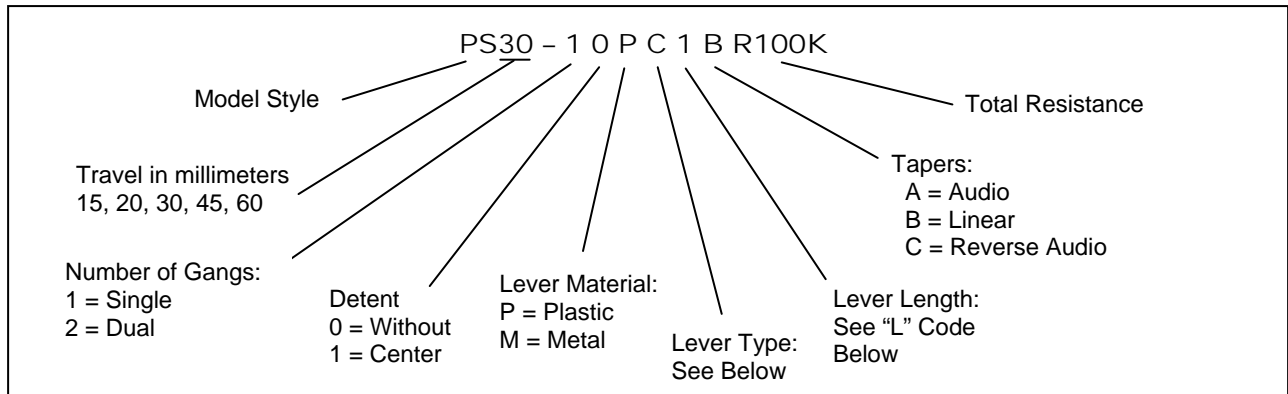 PS30 – 1 0 P C 1 B R100K
Model Style
Total Resistance
Travel in millimeters
15, 20, 30, 45, 60
Tapers:
A = Audio
B = Linear
C = Reverse Audio
Number of Gangs:
1 = Single
2 = Dual
Detent
0 = Without
1 = Center
Lever Material:
P = Plastic
M = Metal
Lever Type:
See Below
Lever Length:
See “L” Code
Below